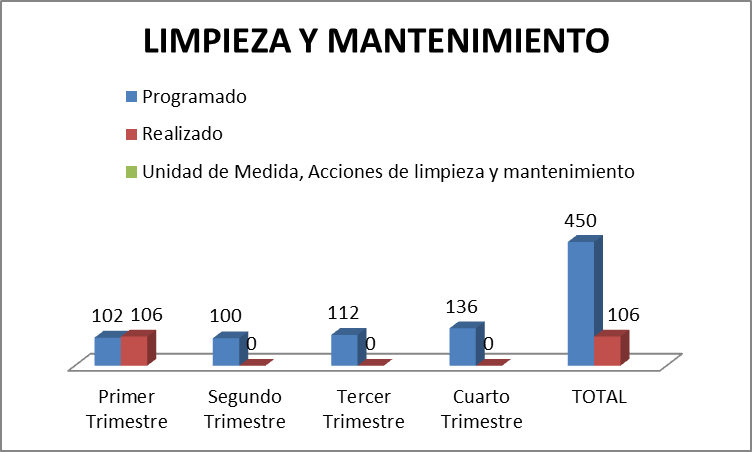 LIMPIEZA Y MANTENIMIENTO
Programado
Realizado
Unidad de Medida, Acciones de limpieza y mantenimiento
450
102 106 100 0 112 0 136 0 106
Primer Segundo Tercer Cuarto TOTAL
Trimestre Trimestre Trimestre Trimestre